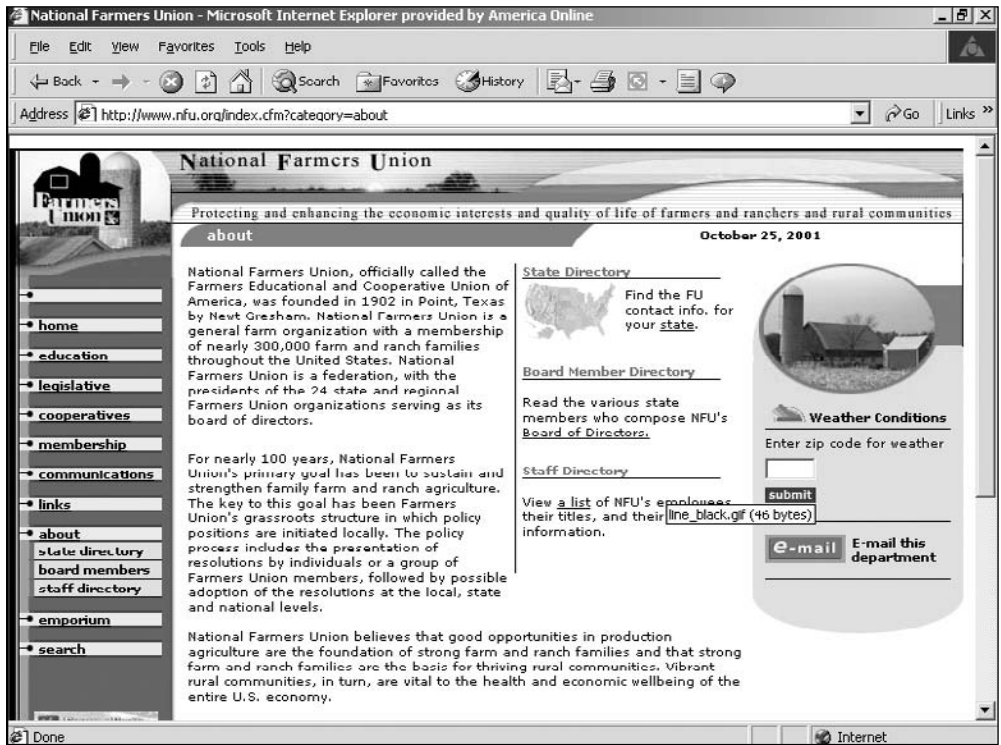 National Farmers Union - Microsoft Internet Explorer provided by America Online
File Edit View Favorites Tools Help
Back Search Favorites History
Address http://www.nfu.org/index.cfm?category=about Go Links »
Farmers
Union
National Farmers Union
Protecting and enhancing the economic interests and quality of life of farmers and ranchers and rural communities
about
October 25, 2001
home
education
legislative
cooperatives
membership
communications
links
about
state directory
board members
staff directory
emporium
search
National Farmers Union, officially called the
Farmers Educational and Cooperative Union of
America, was founded in 1902 in Point, Texas
by Newt Gresham. National Farmers Union is a
general farm organization with a membership
of nearly 300,000 farm and ranch families
throughout the United States. National
Farmers Union is a federation, with the
presidents of the 24 state and regional
Farmers Union organizations serving as its
board of directors.
For nearly 100 years, National Farmers
Union's primary goal has been to sustain and
strengthen family farm and ranch agriculture.
The key to this goal has been Farmers
Union's grassroots structure in which policy
positions are initiated locally. The policy
process includes the presentation of
resolutions by individuals or a group of
Farmers Union members, followed by possible
adoption of the resolutions at the local, state
and national levels.
National Farmers Union believes that good opportunities in production
agriculture are the foundation of strong farm and ranch families and that strong
farm and ranch families are the basis for thriving rural communities. Vibrant
rural communities, in turn, are vital to the health and economic wellbeing of the
entire U.S. economy.
State Directory
Find the FU
contact info. for
your state.
Board Member Directory
Read the various state
members who compose NFU's
Board of Directors.
Staff Directory
View a list of NFU's employees
their titles, and their
information.
line_black.gif (46 bytes)
Weather Conditions
Enter zip code for weather
submit
e-mail
E-mail this
department
Done
Internet